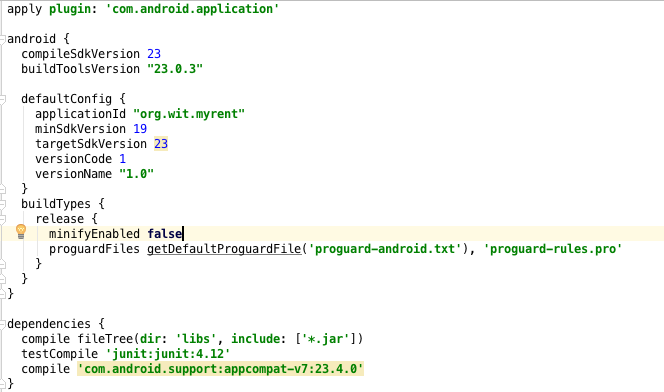 apply plugin: 'com.android.application'
android {
compileSdkVersion 23
buildToolsVersion "23.0.3"
defaultConfig {
applicationId "org.wit.myrent"
minSdkVersion 19
targetSdkVersion 23
versionCode 1
versionName "1.0"
}
buildTypes {
release {
minifyEnabled false
proguardFiles getDefaultProguardFile('proguard-android.txt'), 'proguard-rules.pro'
}
}
}
dependencies {
compile fileTree(dir: 'libs', include: ['*.jar'])
testCompile 'junit:junit:4.12'
compile 'com.android.support:appcompat-v7:23.4.0'
}